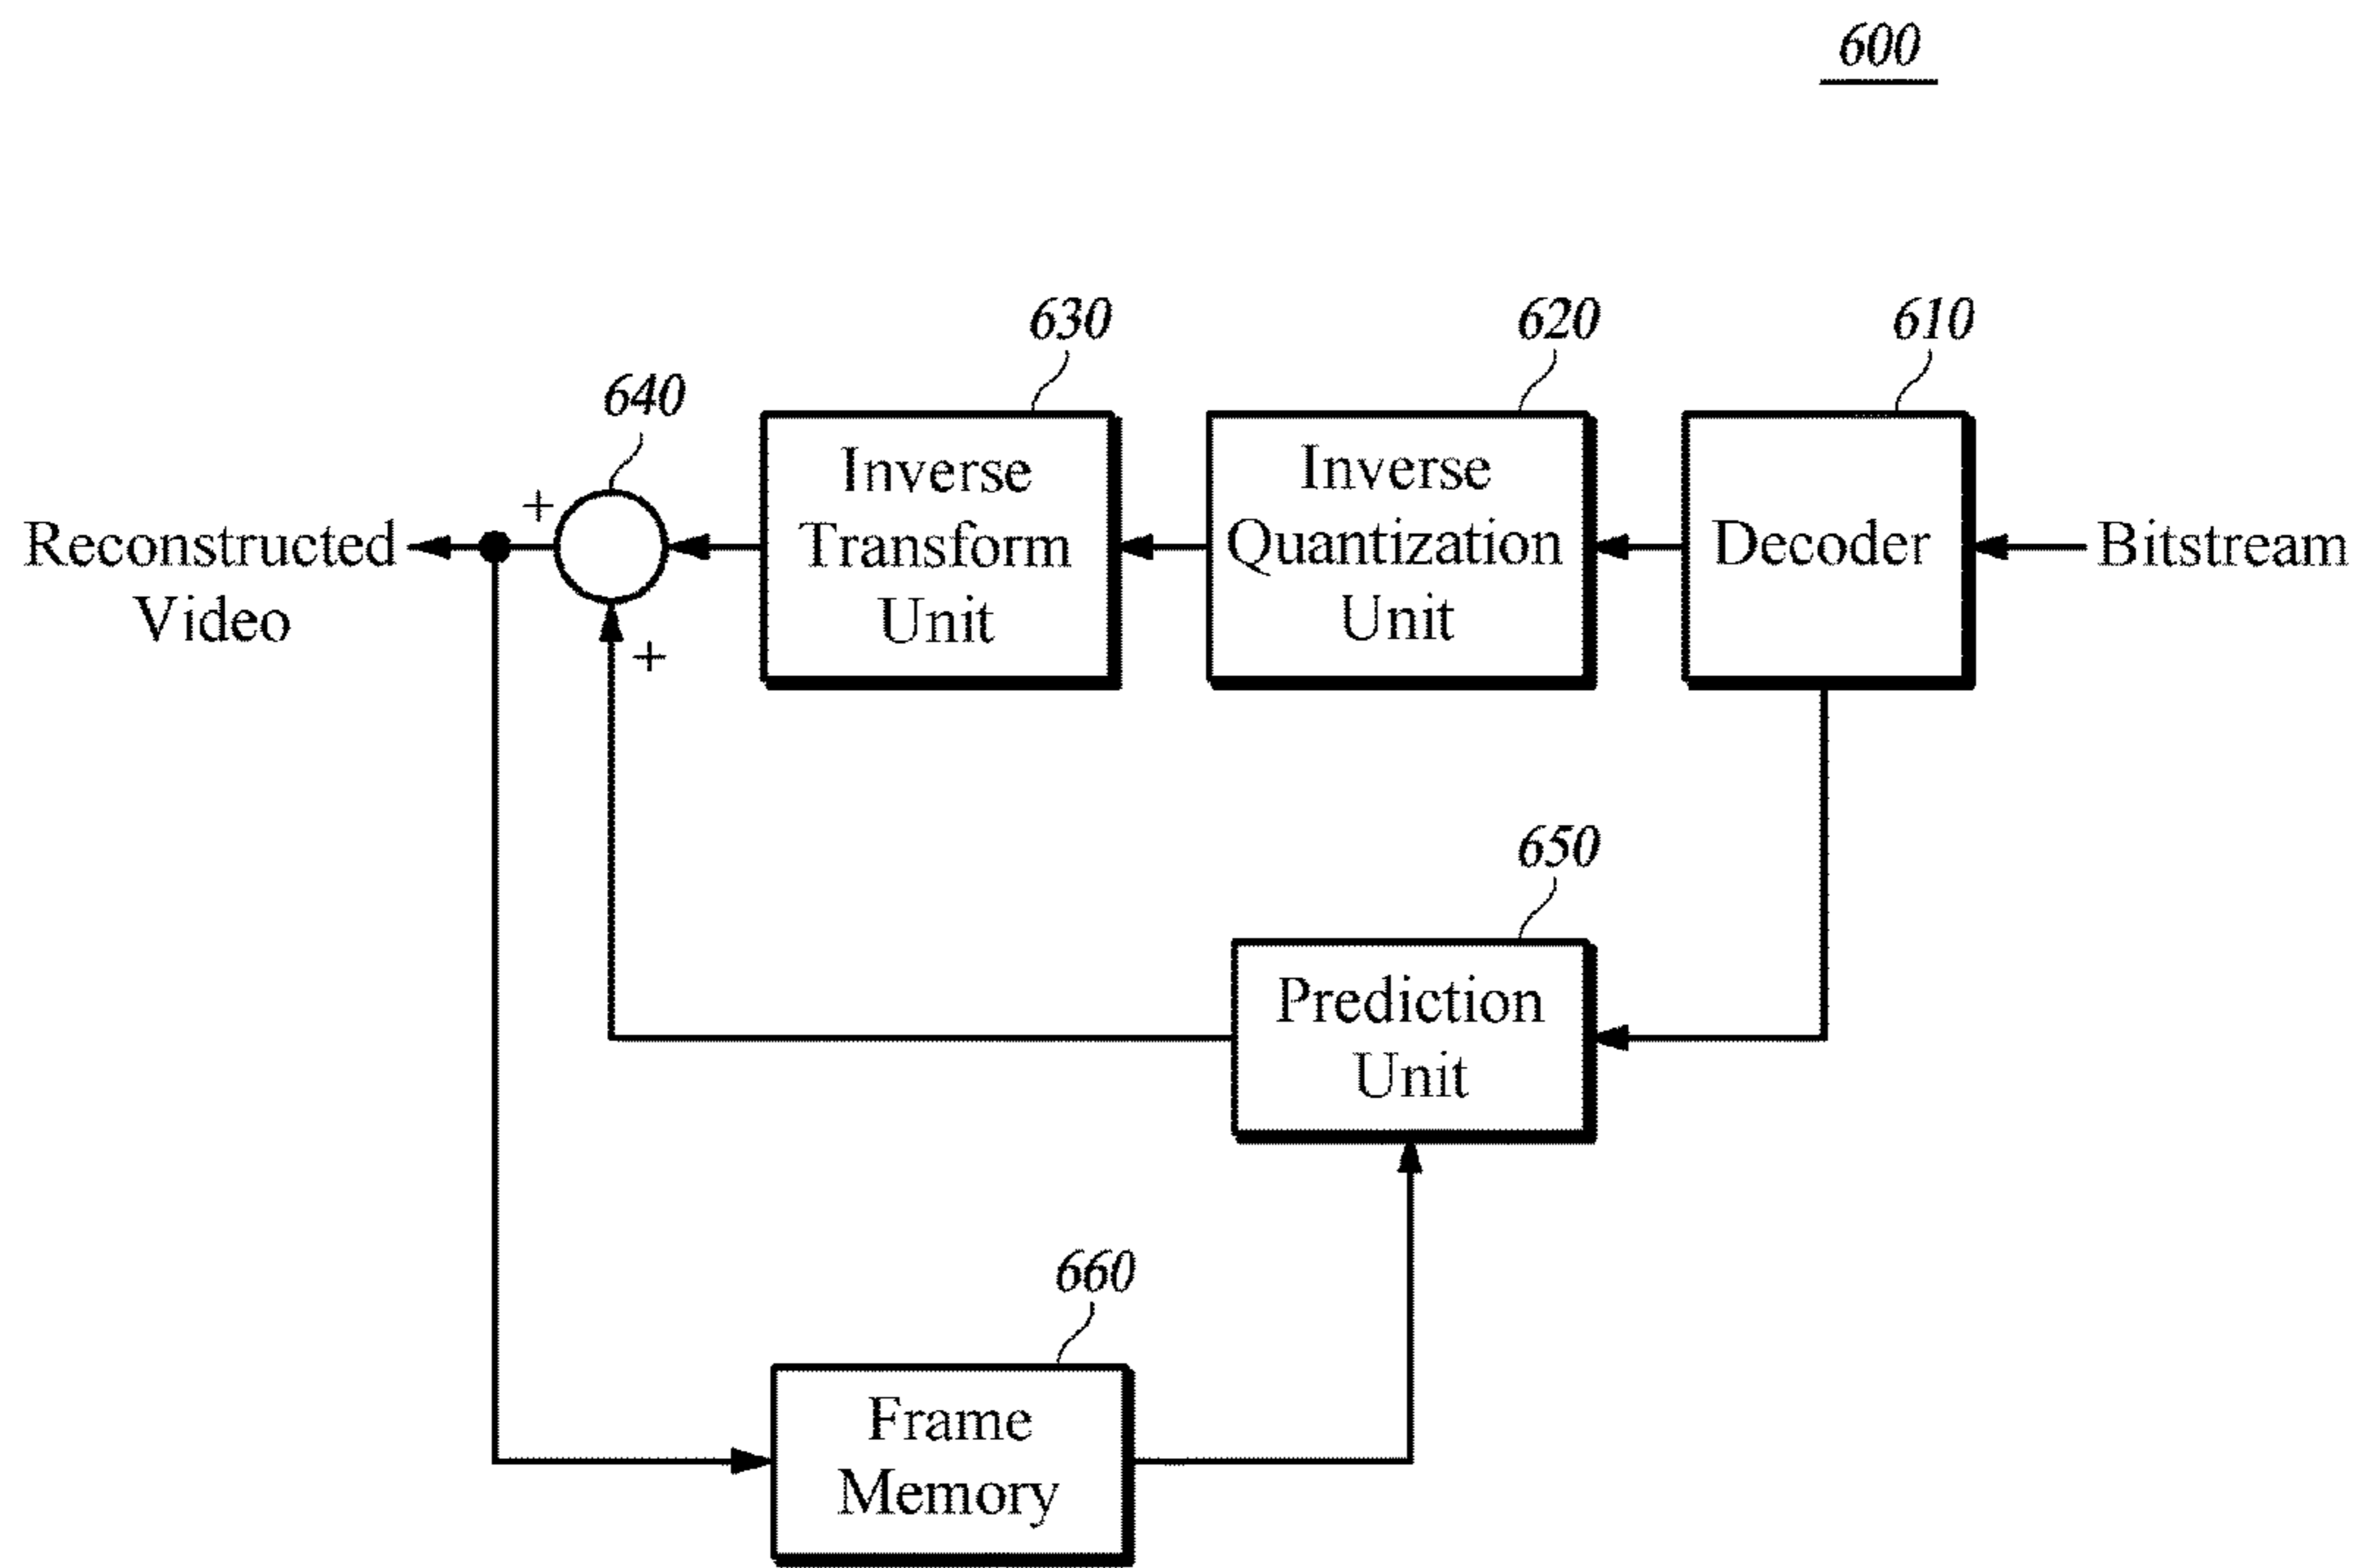 600
630
620
610
640
Inverse
Transform
Unit
Inverse
Quantization
Unit
Decoder
Bitstream
+
Reconstructed
Video
+
650
Prediction
Unit
660
Frame
Memory